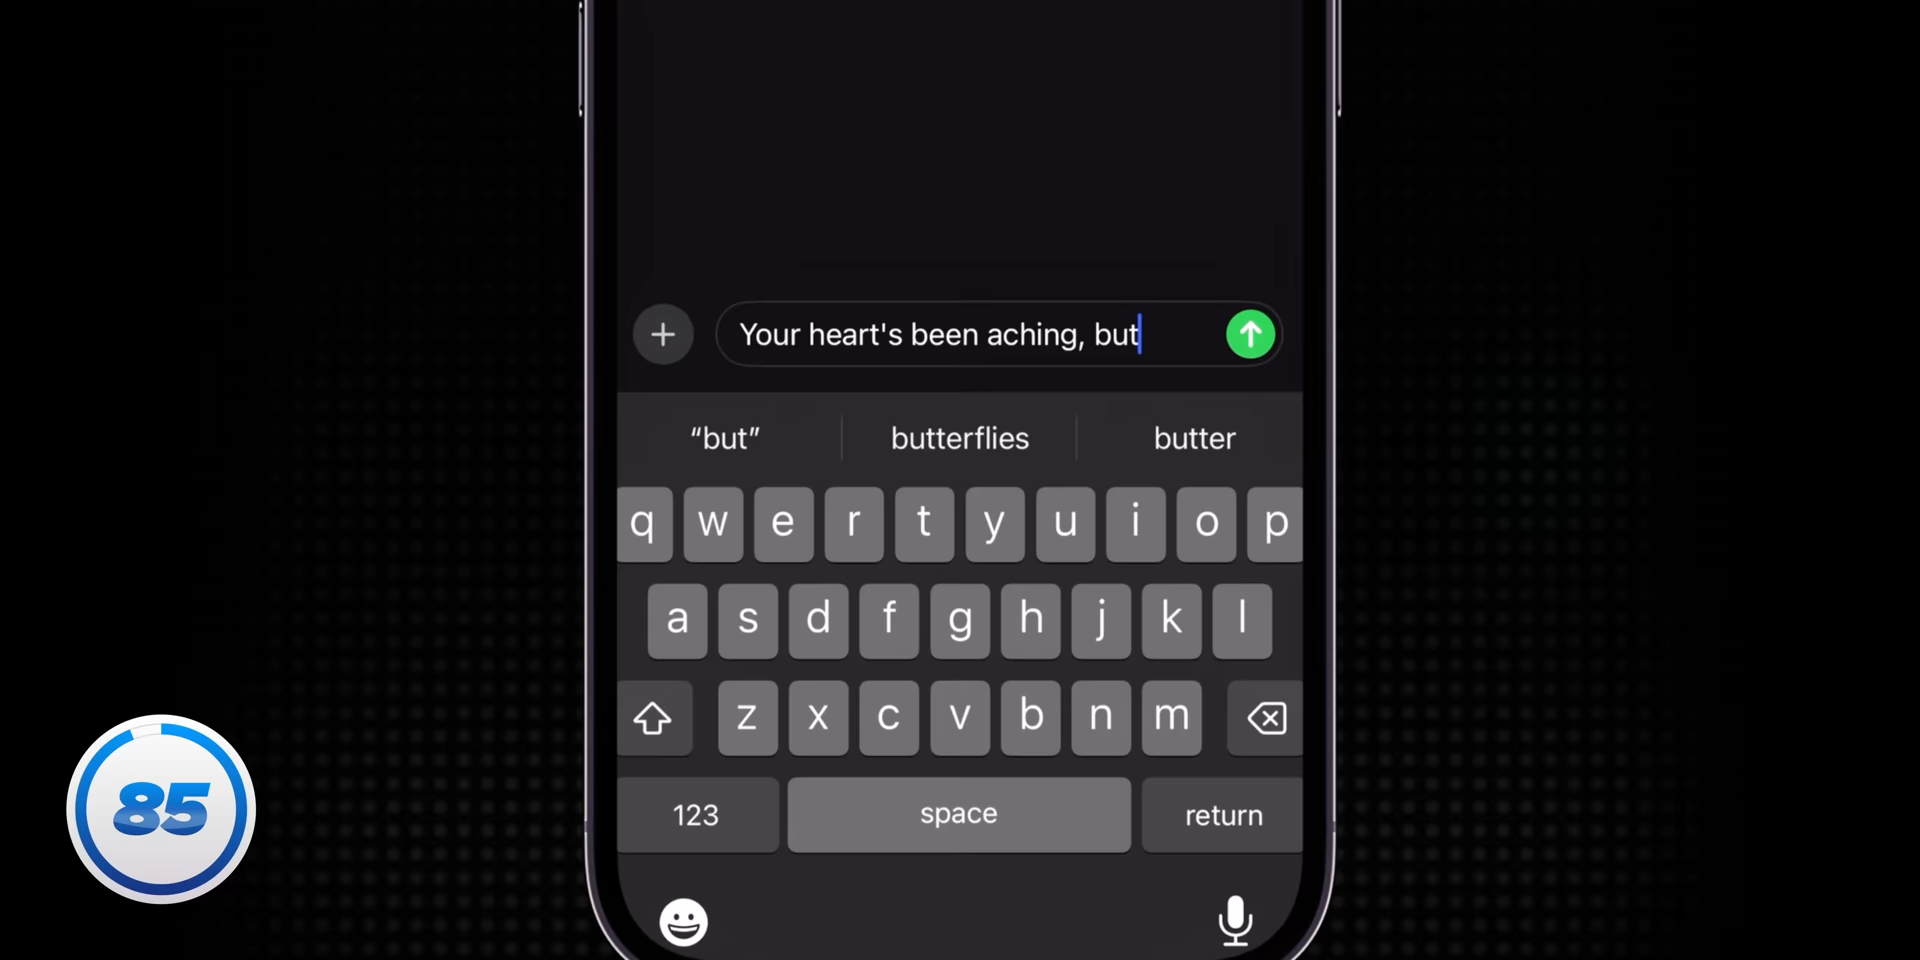 Your heart's been aching, but
“but” butterflies butter
q w e r t y u i o p
a s d f g h j k l
z x c v b n m
123 space return
85